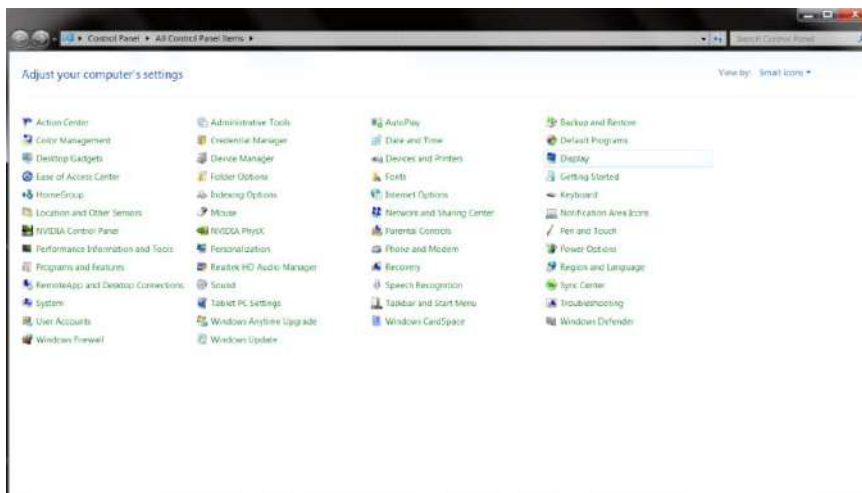 Control Panel ▸ All Control Panel Items ▸ Search Control Panel
Adjust your computer's settings View by: Small icons
Action Center Administrative Tools AutoPlay Backup and Restore
Color Management Credential Manager Date and Time Default Programs
Desktop Gadgets Device Manager Devices and Printers Display
Ease of Access Center Folder Options Fonts Getting Started
HomeGroup Indexing Options Internet Options Keyboard
Location and Other Sensors Mouse Network and Sharing Center Notification Area Icons
NVIDIA Control Panel NVIDIA PhysX Parental Controls Pen and Touch
Performance Information and Tools Personalization Phone and Modem Power Options
Programs and Features Realtek HD Audio Manager Recovery Region and Language
RemoteApp and Desktop Connections Sound Speech Recognition Sync Center
System Tablet PC Settings Taskbar and Start Menu Troubleshooting
User Accounts Windows Anytime Upgrade Windows CardSpace Windows Defender
Windows Firewall Windows Update